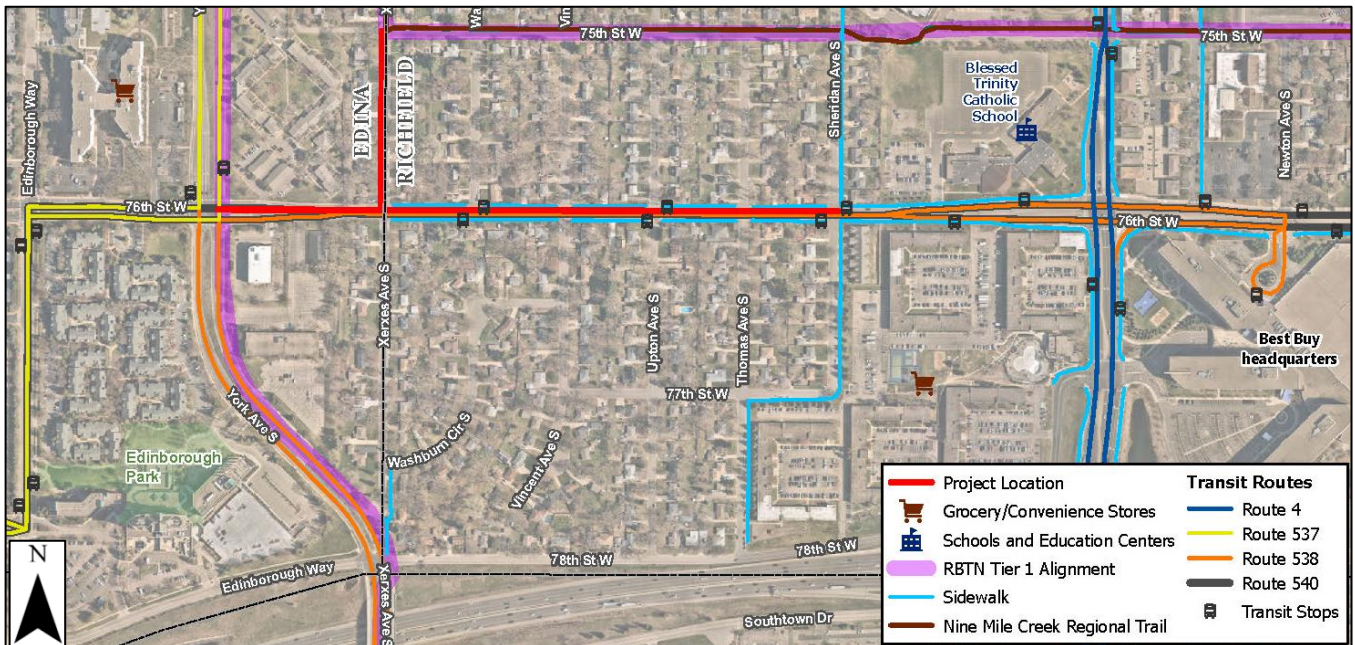 Y
X
Wa
Vin
75th St W
75th St W
Edinborough Way
EDINA
RICHFIELD
Sheridan Ave S
Blessed
Trinity
Catholic
School
Newton Ave S
76th St W
76th St W
Xerxes Ave S
Upton Ave S
Thomas Ave S
Best Buy
headquarters
77th St W
York Ave S
Washburn Cir S
Vincent Ave S
Edinborough
Park
78th St W
78th St W
Edinborough Way
Xerxes Ave S
Southtown Dr
N
Project Location
Grocery/Convenience Stores
Schools and Education Centers
RBTN Tier 1 Alignment
Sidewalk
Nine Mile Creek Regional Trail
Transit Routes
Route 4
Route 537
Route 538
Route 540
Transit Stops